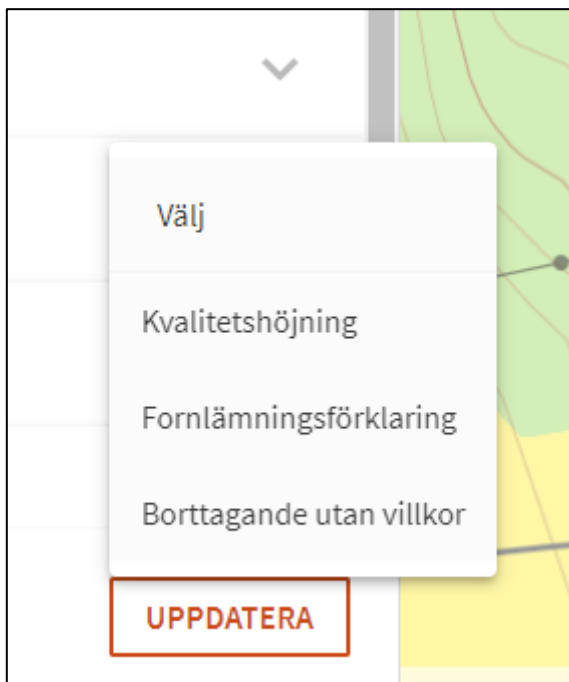 Välj
Kvalitetshöjning
Fornlämningsförklaring
Borttagande utan villkor
UPPDATERA